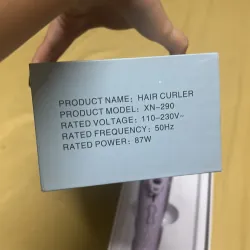 PRODUCT NAME: HAIR CURLER
PRODUCT MODEL: XN-290
RATED VOLTAGE: 110-230V~
RATED FREQUENCY: 50Hz
RATED POWER: 87W